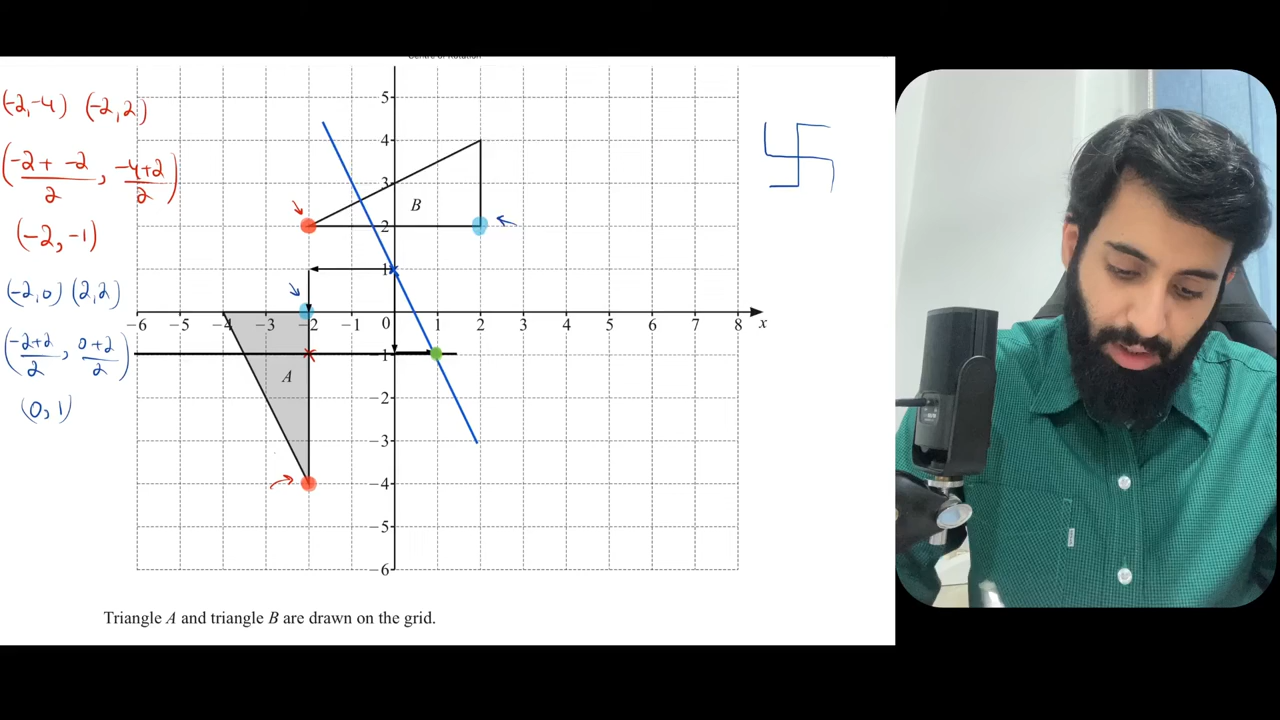 Centre of Rotation
(-2,-4) (-2,2)
(-2 + -2 / 2 , -4+2 / 2)
(-2, -1)
(-2,0) (2,2)
(-2+2 / 2 , 0+2 / 2)
(0, 1)
5
4
3
B
2
1
−6 −5 −4 −3 −2 −1 0 1 2 3 4 5 6 7 8 x
−1
A
−2
−3
−4
−5
−6
Triangle A and triangle B are drawn on the grid.